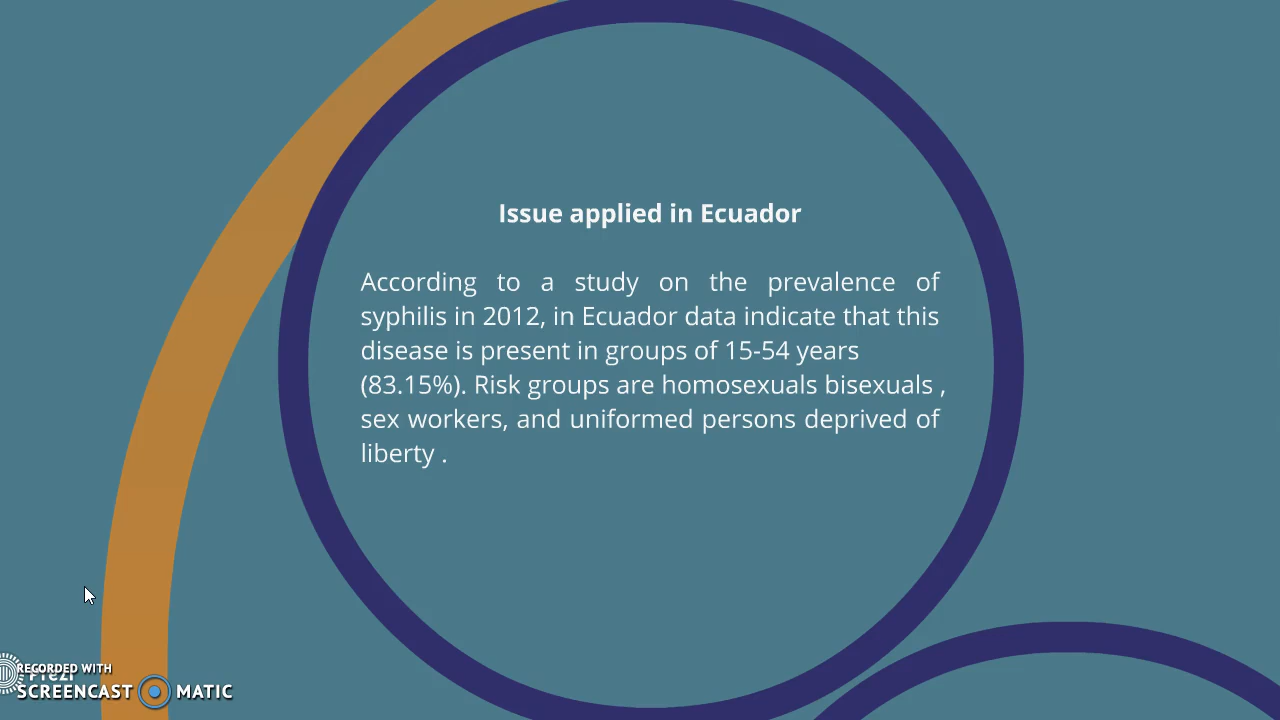 Issue applied in Ecuador
According to a study on the prevalence of
syphilis in 2012, in Ecuador data indicate that this
disease is present in groups of 15-54 years
(83.15%). Risk groups are homosexuals bisexuals ,
sex workers, and uniformed persons deprived of
liberty .
RECORDED WITH
Prezi
SCREENCAST MATIC